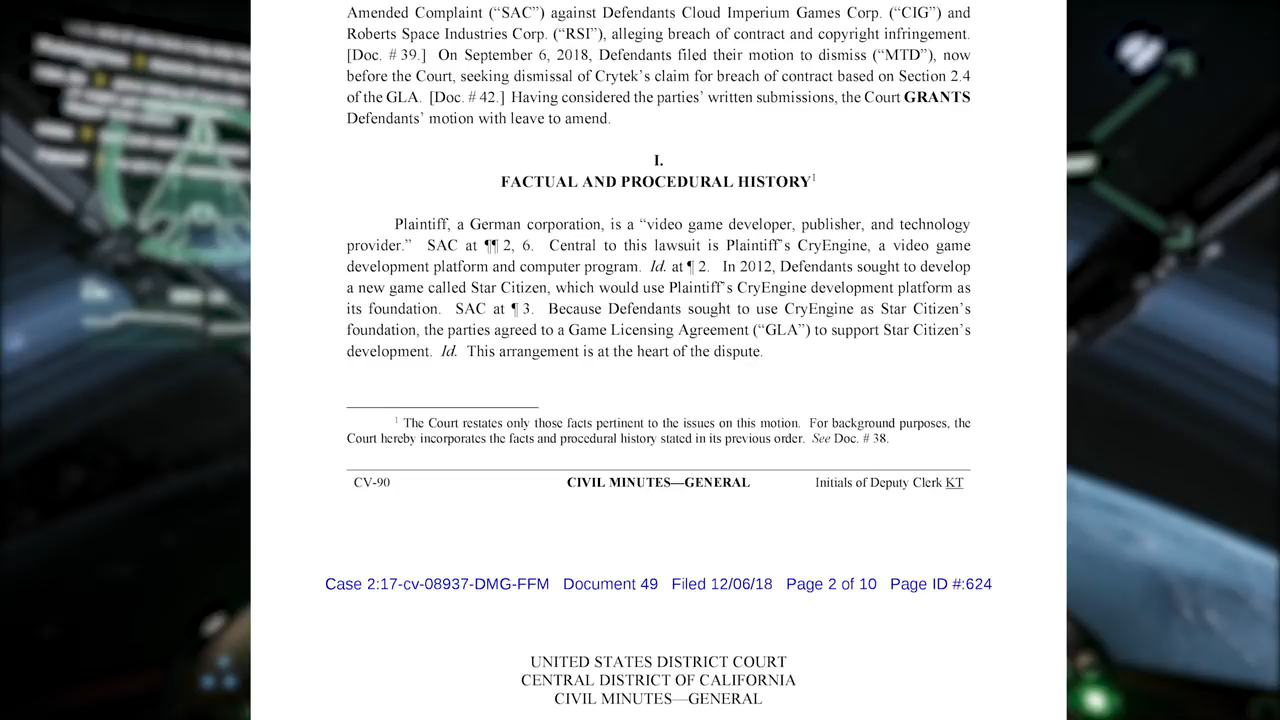 Amended Complaint (“SAC”) against Defendants Cloud Imperium Games Corp. (“CIG”) and
Roberts Space Industries Corp. (“RSI”), alleging breach of contract and copyright infringement.
[Doc. # 39.] On September 6, 2018, Defendants filed their motion to dismiss (“MTD”), now
before the Court, seeking dismissal of Crytek’s claim for breach of contract based on Section 2.4
of the GLA. [Doc. # 42.] Having considered the parties’ written submissions, the Court GRANTS
Defendants’ motion with leave to amend.
I.
FACTUAL AND PROCEDURAL HISTORY¹
Plaintiff, a German corporation, is a “video game developer, publisher, and technology
provider.” SAC at ¶¶ 2, 6. Central to this lawsuit is Plaintiff’s CryEngine, a video game
development platform and computer program. Id. at ¶ 2. In 2012, Defendants sought to develop
a new game called Star Citizen, which would use Plaintiff’s CryEngine development platform as
its foundation. SAC at ¶ 3. Because Defendants sought to use CryEngine as Star Citizen’s
foundation, the parties agreed to a Game Licensing Agreement (“GLA”) to support Star Citizen’s
development. Id. This arrangement is at the heart of the dispute.
¹ The Court restates only those facts pertinent to the issues on this motion. For background purposes, the
Court hereby incorporates the facts and procedural history stated in its previous order. See Doc. # 38.
CV-90 CIVIL MINUTES—GENERAL Initials of Deputy Clerk KT
Case 2:17-cv-08937-DMG-FFM Document 49 Filed 12/06/18 Page 2 of 10 Page ID #:624
UNITED STATES DISTRICT COURT
CENTRAL DISTRICT OF CALIFORNIA
CIVIL MINUTES—GENERAL